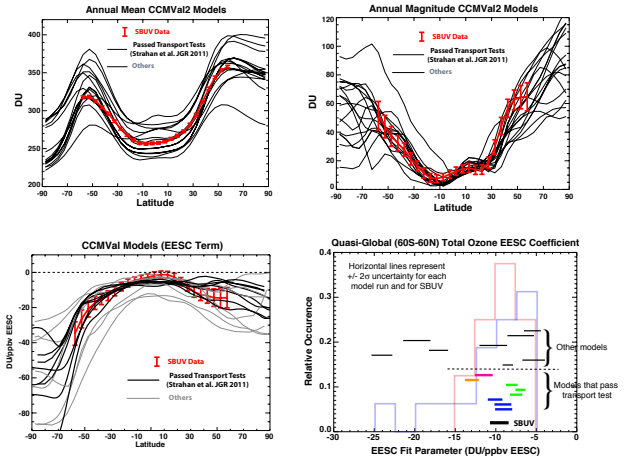 Annual Mean CCMVal2 Models
450
400
350
300
250
200
DU
SBUV Data
Passed Transport Tests
(Strahan et al. JGR 2011)
Others
-90 -70 -50 -30 -10 10 30 50 70 90
Latitude
Annual Magnitude CCMVal2 Models
120
100
80
60
40
20
0
DU
SBUV Data
Passed Transport Tests
(Strahan et al. JGR 2011)
Others
-90 -70 -50 -30 -10 10 30 50 70 90
Latitude
CCMVal Models (EESC Term)
0
-20
-40
-60
-80
DU/ppbv EESC
SBUV Data
Passed Transport Tests
(Strahan et al. JGR 2011)
Others
-90 -70 -50 -30 -10 10 30 50 70 90
Latitude
Quasi-Global (60S-60N) Total Ozone EESC Coefficient
0.4
0.3
0.2
0.1
0.0
Relative Occurence
Horizontal lines represent
+/- 2σ uncertainty for each
model run and for SBUV
Other models
Models that pass
transport test
SBUV
-30 -25 -20 -15 -10 -5 0
EESC Fit Parameter (DU/ppbv EESC)